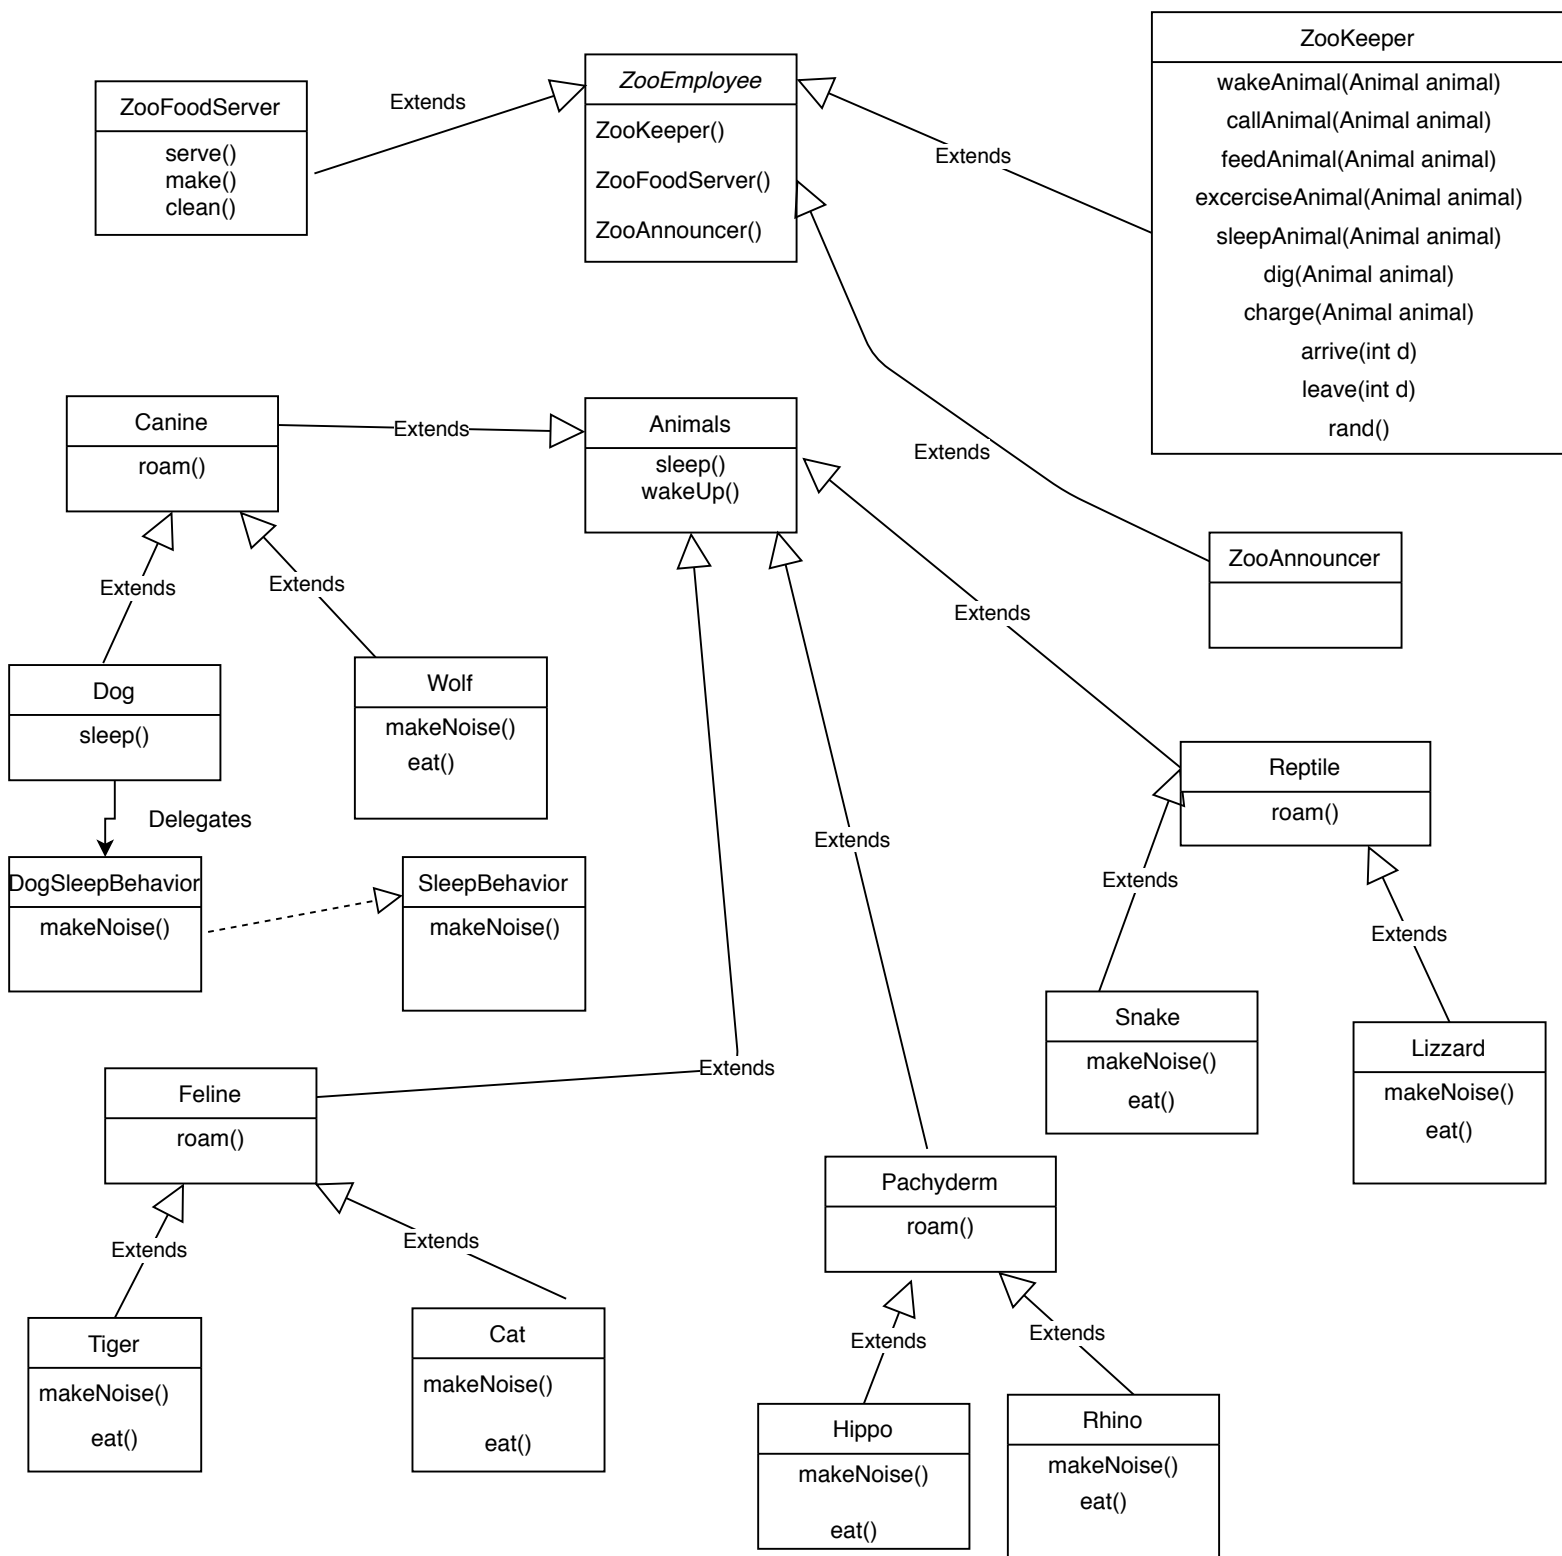 ZooKeeper
wakeAnimal(Animal animal)
callAnimal(Animal animal)
feedAnimal(Animal animal)
excerciseAnimal(Animal animal)
sleepAnimal(Animal animal)
dig(Animal animal)
charge(Animal animal)
arrive(int d)
leave(int d)
rand()
ZooEmployee
ZooKeeper()
ZooFoodServer()
ZooAnnouncer()
ZooFoodServer
serve()
make()
clean()
Extends
Extends
Extends
Canine
roam()
Extends
Animals
sleep()
wakeUp()
ZooAnnouncer
Extends
Extends
Extends
Dog
sleep()
Wolf
makeNoise()
eat()
Delegates
DogSleepBehavior
makeNoise()
SleepBehavior
makeNoise()
Reptile
roam()
Extends
Extends
Extends
Snake
makeNoise()
eat()
Lizzard
makeNoise()
eat()
Extends
Feline
roam()
Pachyderm
roam()
Extends
Extends
Tiger
makeNoise()
eat()
Cat
makeNoise()
eat()
Extends
Extends
Hippo
makeNoise()
eat()
Rhino
makeNoise()
eat()